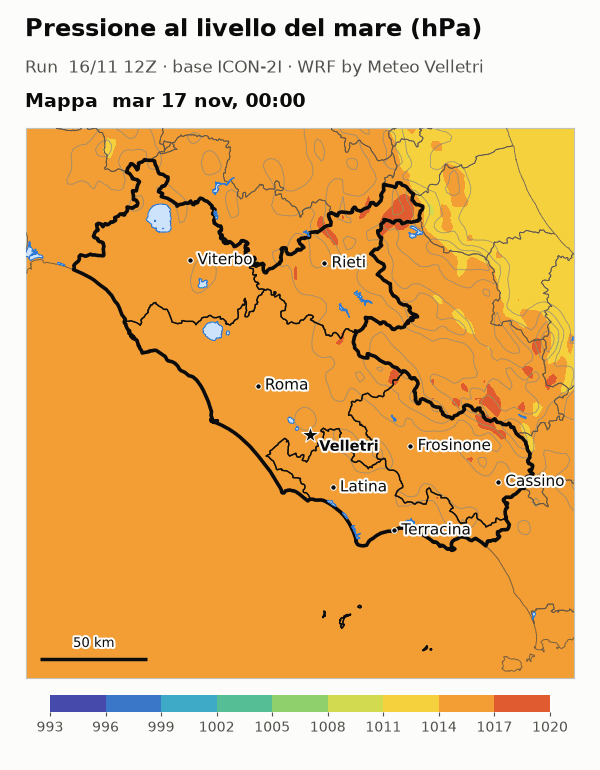 Pressione al livello del mare (hPa)
Run  16/11 12Z · base ICON-2I · WRF by Meteo Velletri
Mappa  mar 17 nov, 00:00
Viterbo
Rieti
Roma
Velletri
Frosinone
Latina
Cassino
Terracina
50 km
993 996 999 1002 1005 1008 1011 1014 1017 1020